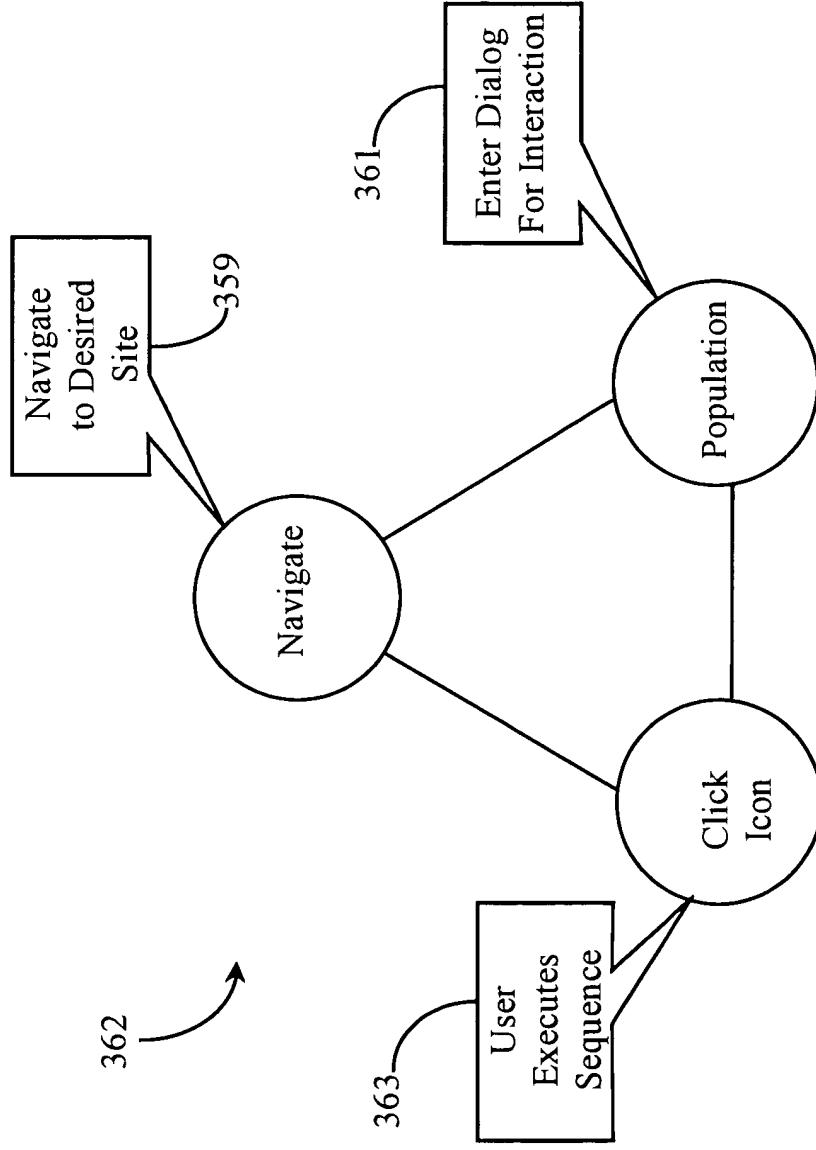 362
Navigate
to Desired
Site
359
Navigate
363
User
Executes
Sequence
Click
Icon
361
Enter Dialog
For Interaction
Population